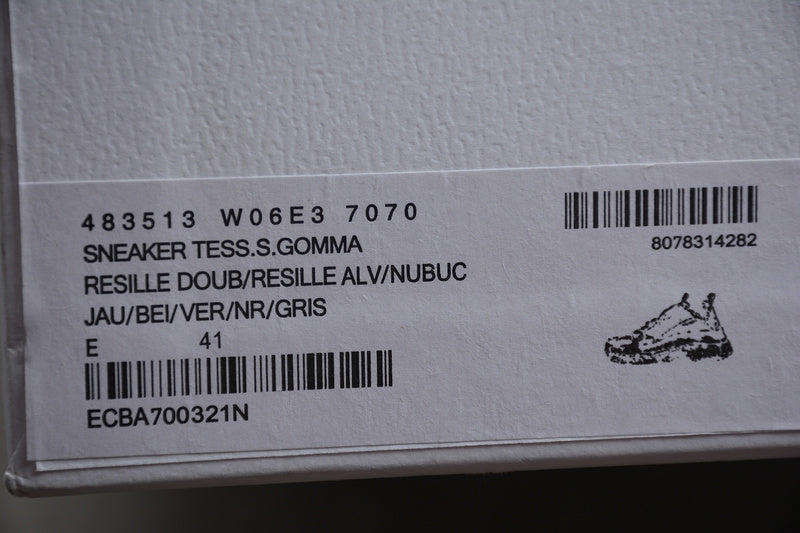 483513 W06E3 7070
SNEAKER TESS.S.GOMMA
RESILLE DOUB/RESILLE ALV/NUBUC
JAU/BEI/VER/NR/GRIS
E 41
ECBA700321N
8078314282